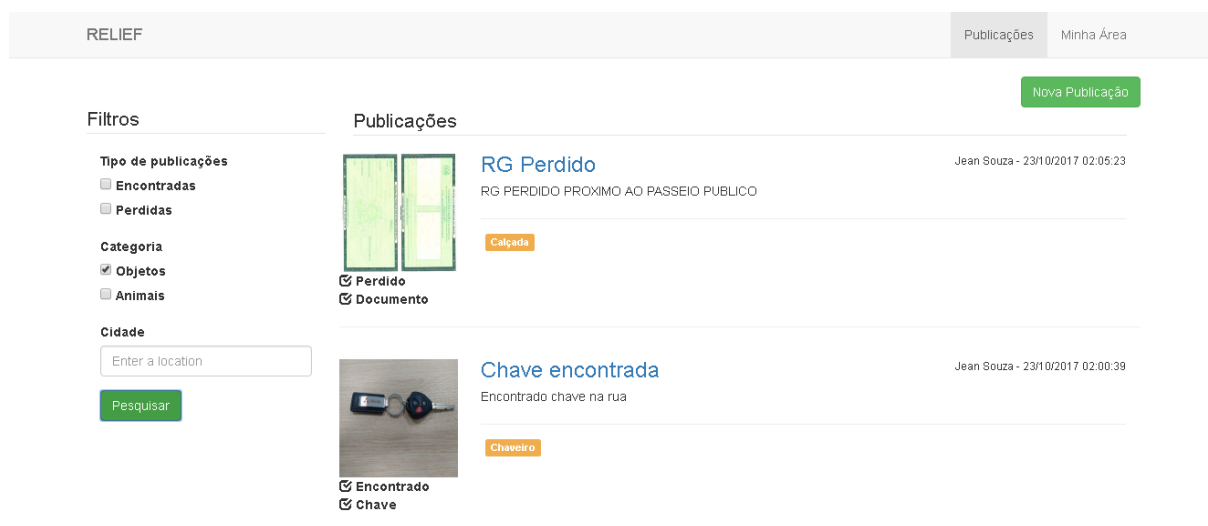 RELIEF
Publicações
Minha Área
Nova Publicação
Filtros
Tipo de publicações
Encontradas
Perdidas
Categoria
Objetos
Animais
Cidade
Enter a location
Pesquisar
Publicações
RG Perdido
Jean Souza - 23/10/2017 02:05:23
RG PERDIDO PROXIMO AO PASSEIO PUBLICO
Calçada
Perdido
Documento
Chave encontrada
Jean Souza - 23/10/2017 02:00:39
Encontrado chave na rua
Chaveiro
Encontrado
Chave